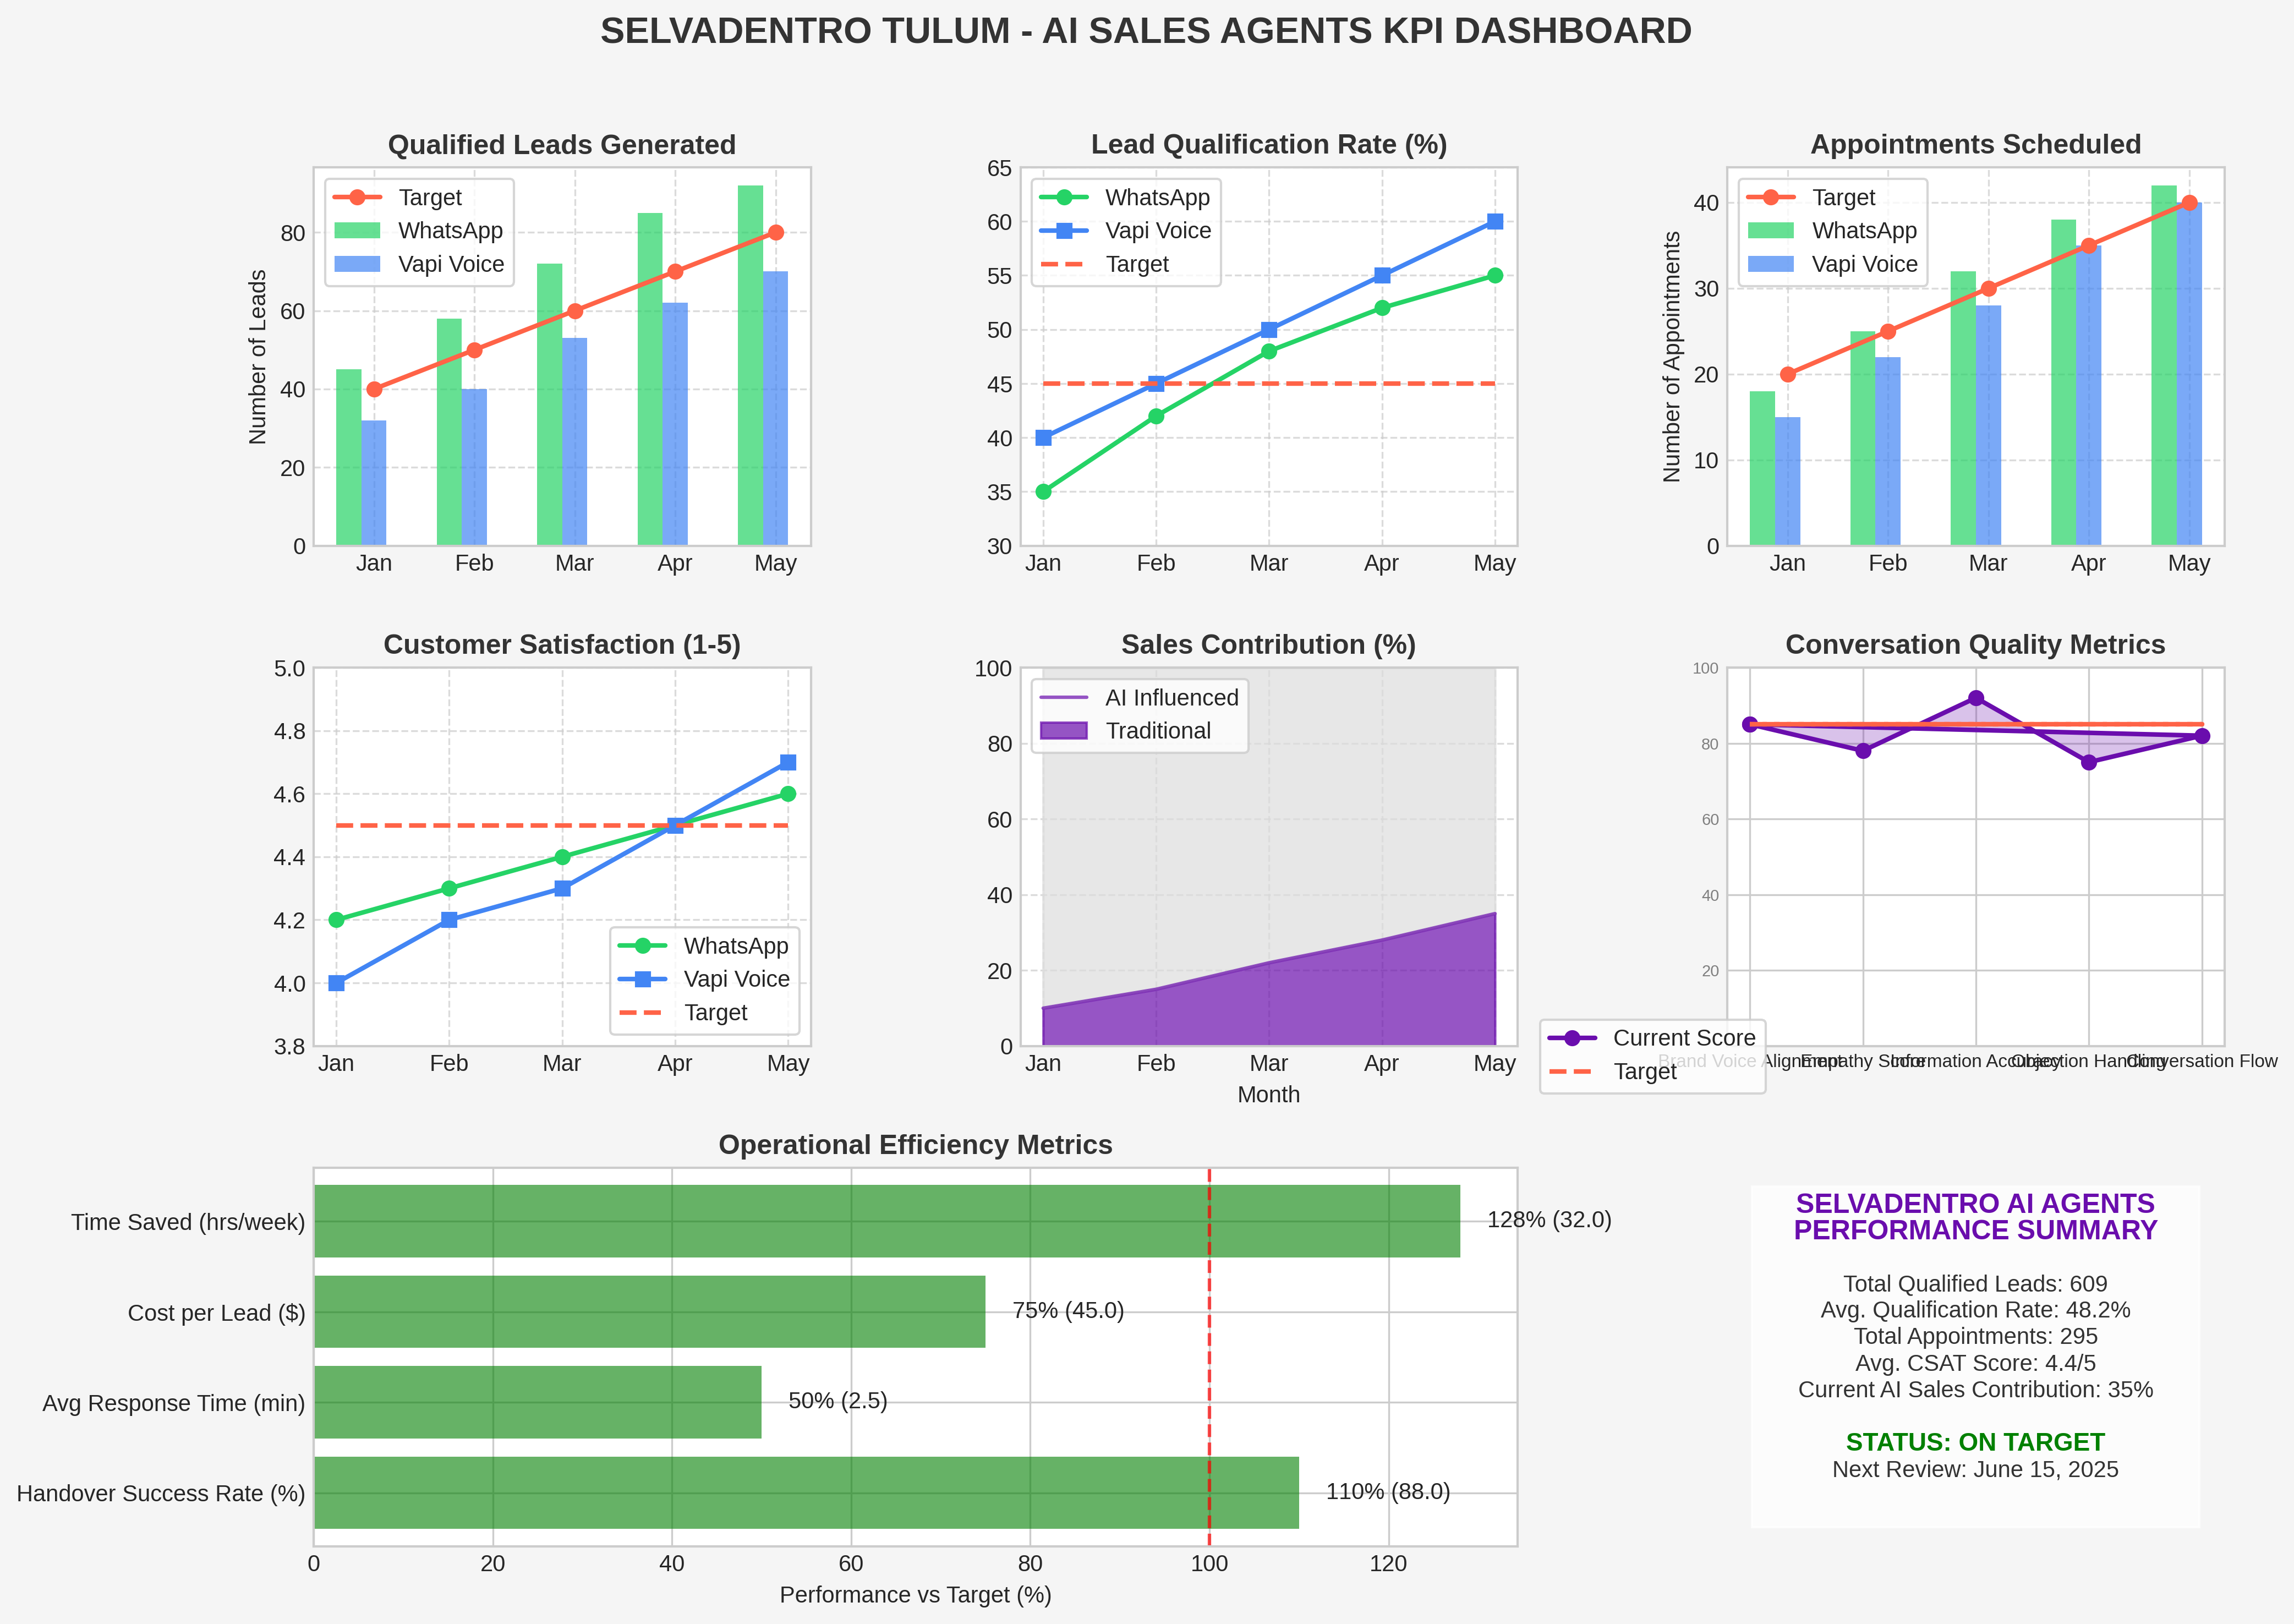 SELVADENTRO TULUM - AI SALES AGENTS KPI DASHBOARD
Qualified Leads Generated
Number of Leads
80
60
40
20
0
Target
WhatsApp
Vapi Voice
Jan Feb Mar Apr May
Lead Qualification Rate (%)
65
60
55
50
45
40
35
30
WhatsApp
Vapi Voice
Target
Jan Feb Mar Apr May
Appointments Scheduled
Number of Appointments
40
30
20
10
0
Target
WhatsApp
Vapi Voice
Jan Feb Mar Apr May
Customer Satisfaction (1-5)
5.0
4.8
4.6
4.4
4.2
4.0
3.8
WhatsApp
Vapi Voice
Target
Jan Feb Mar Apr May
Sales Contribution (%)
100
80
60
40
20
0
AI Influenced
Traditional
Jan Feb Mar Apr May
Month
Conversation Quality Metrics
100
80
60
40
20
Current Score
Target
Brand Voice Alignment Empathy Score Information Accuracy Objection Handling Conversation Flow
Operational Efficiency Metrics
Time Saved (hrs/week)
128% (32.0)
Cost per Lead ($)
75% (45.0)
Avg Response Time (min)
50% (2.5)
Handover Success Rate (%)
110% (88.0)
0 20 40 60 80 100 120
Performance vs Target (%)
SELVADENTRO AI AGENTS
PERFORMANCE SUMMARY
Total Qualified Leads: 609
Avg. Qualification Rate: 48.2%
Total Appointments: 295
Avg. CSAT Score: 4.4/5
Current AI Sales Contribution: 35%
STATUS: ON TARGET
Next Review: June 15, 2025